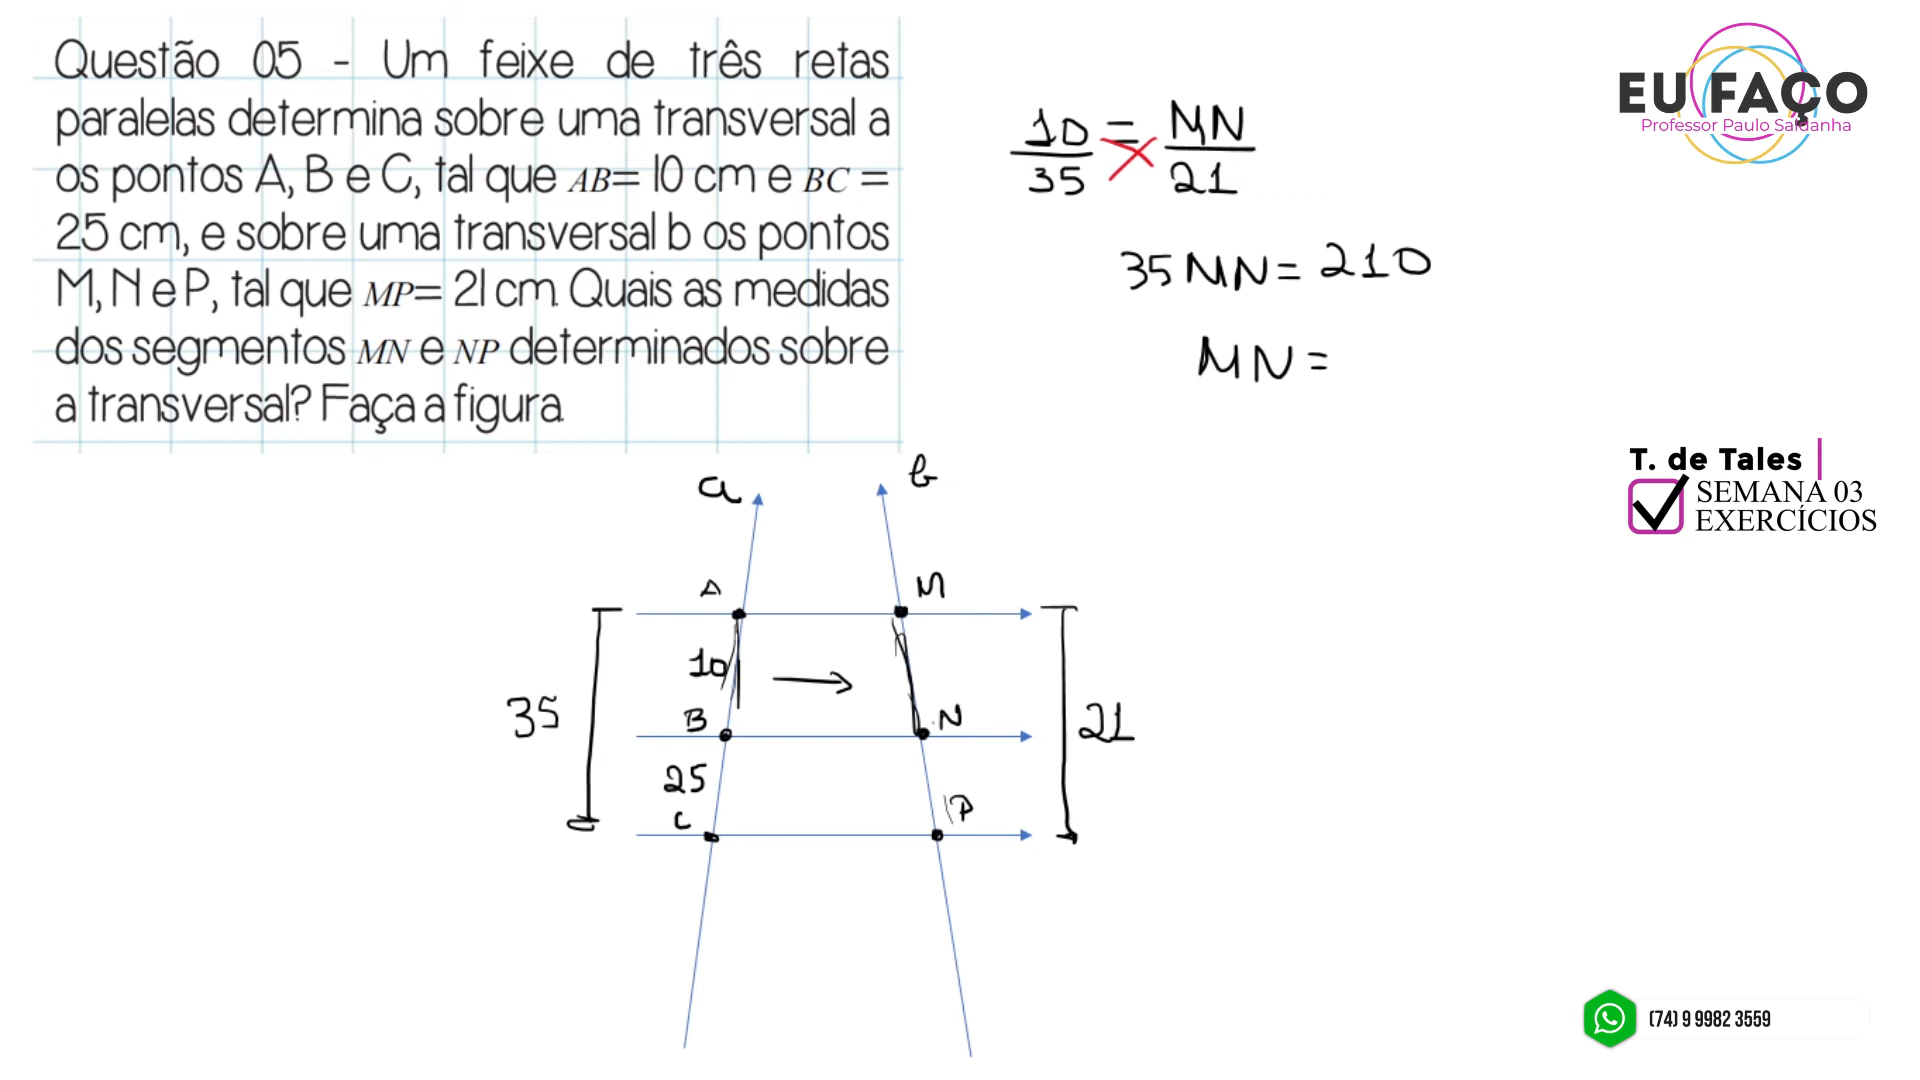 Questão 05 - Um feixe de três retas
paralelas determina sobre uma transversal a
os pontos A, B e C, tal que AB= 10 cm e BC =
25 cm, e sobre uma transversal b os pontos
M, N e P, tal que MP= 21 cm. Quais as medidas
dos segmentos MN e NP determinados sobre
a transversal? Faça a figura.
10/35 = MN/21
35 MN = 210
MN =
EU FAÇO
Professor Paulo Saldanha
T. de Tales
SEMANA 03
EXERCÍCIOS
a
b
A
M
10
35
B
N
21
25
C
P
(74) 9 9982 3559